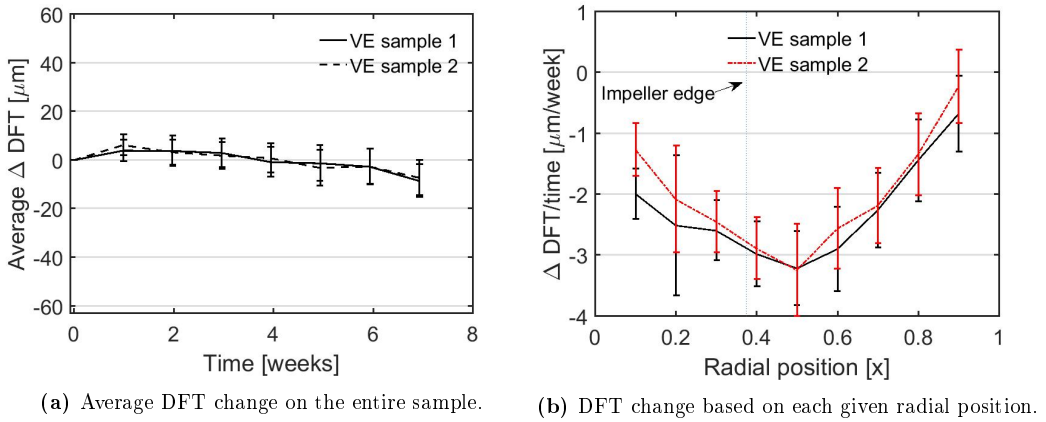 60
40
20
0
-20
-40
-60
Average Δ DFT [μm]
VE sample 1
VE sample 2
0 2 4 6 8
Time [weeks]
(a) Average DFT change on the entire sample.
1
0
-1
-2
-3
-4
Δ DFT/time [μm/week]
VE sample 1
VE sample 2
Impeller edge
0 0.2 0.4 0.6 0.8 1
Radial position [x]
(b) DFT change based on each given radial position.